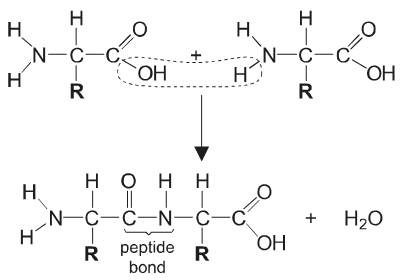 H H O H O
H N C C + N C C
H R OH H R OH
H H O H H O
H N C C N C C + H₂O
R peptide R OH
bond